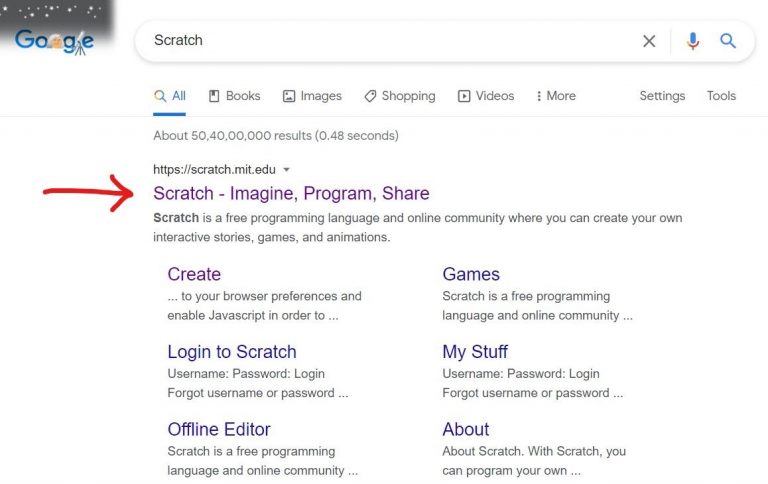 Google
Scratch
All Books Images Shopping Videos More Settings Tools
About 50,40,00,000 results (0.48 seconds)
https://scratch.mit.edu
Scratch - Imagine, Program, Share
Scratch is a free programming language and online community where you can create your own
interactive stories, games, and animations.
Create
... to your browser preferences and
enable Javascript in order to ...
Games
Scratch is a free programming
language and online community ...
Login to Scratch
Username: Password: Login
Forgot username or password ...
My Stuff
Username: Password: Login
Forgot username or password ...
Offline Editor
Scratch is a free programming
language and online community ...
About
About Scratch. With Scratch, you
can program your own ...